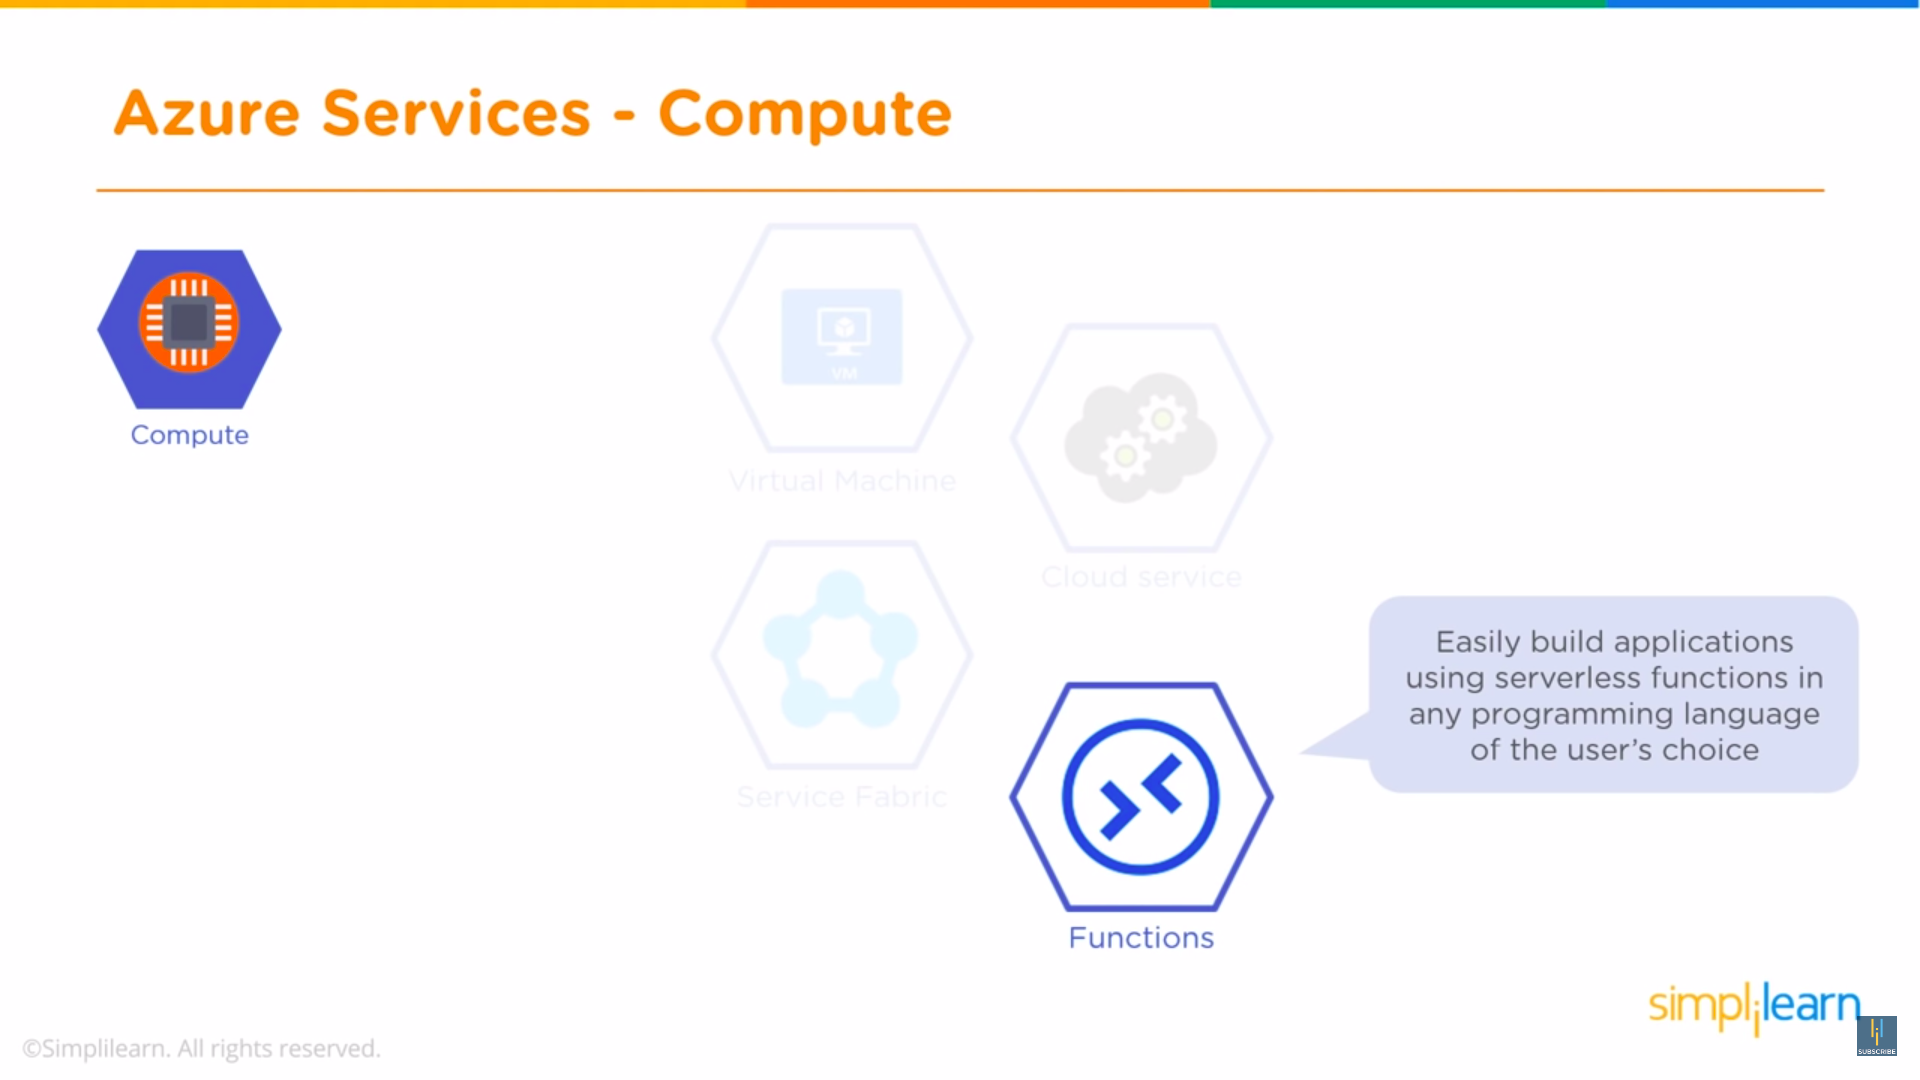 Azure Services - Compute
Compute
VM
Virtual Machine
Cloud service
Service Fabric
Easily build applications
using serverless functions in
any programming language
of the user's choice
Functions
simplilearn
SUBSCRIBE
©Simplilearn. All rights reserved.